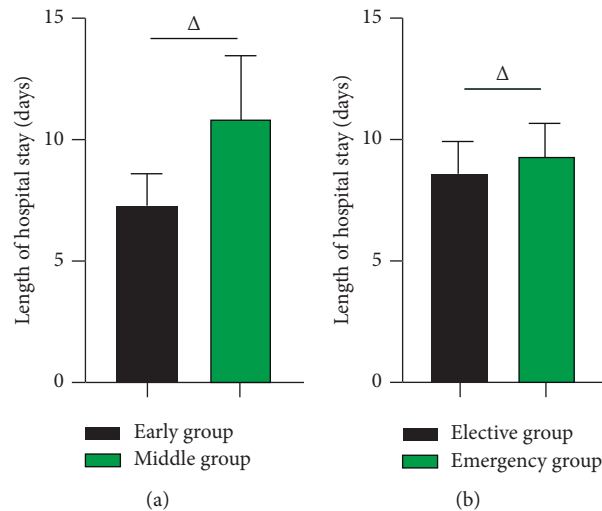 15
10
5
0
Length of hospital stay (days)
Δ
Early group
Middle group
(a)
15
10
5
0
Length of hospital stay (days)
Δ
Elective group
Emergency group
(b)